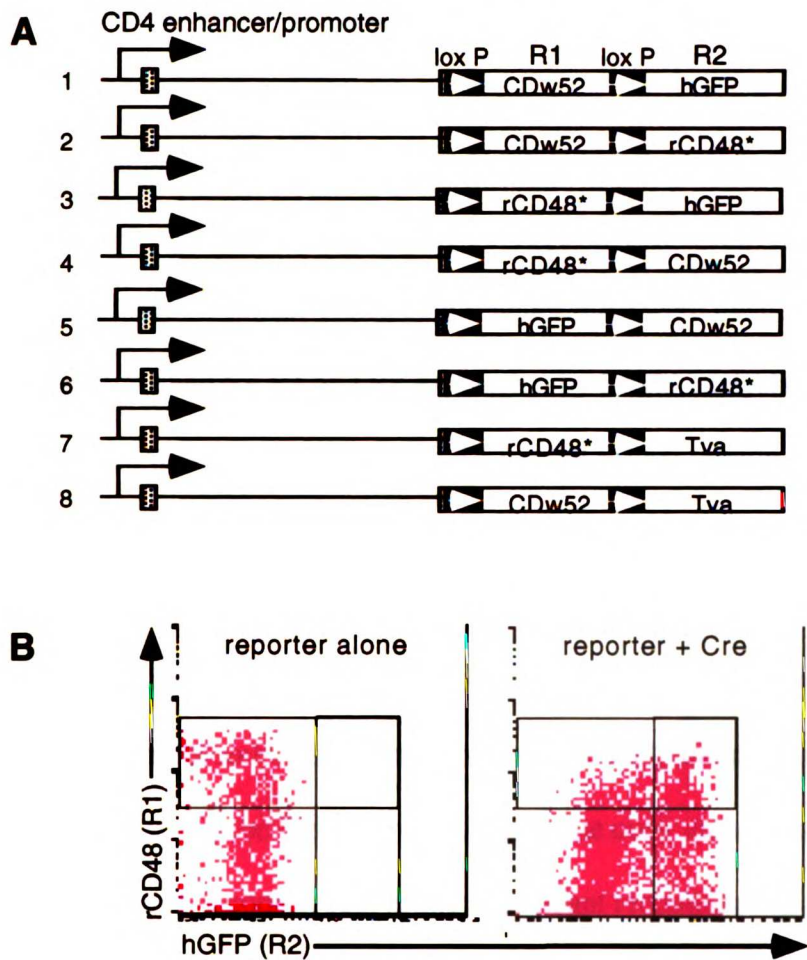 A
CD4 enhancer/promoter
lox P R1 lox P R2
1 CDw52 hGFP
2 CDw52 rCD48*
3 rCD48* hGFP
4 rCD48* CDw52
5 hGFP CDw52
6 hGFP rCD48*
7 rCD48* Tva
8 CDw52 Tva
B
reporter alone
reporter + Cre
rCD48 (R1)
hGFP (R2)